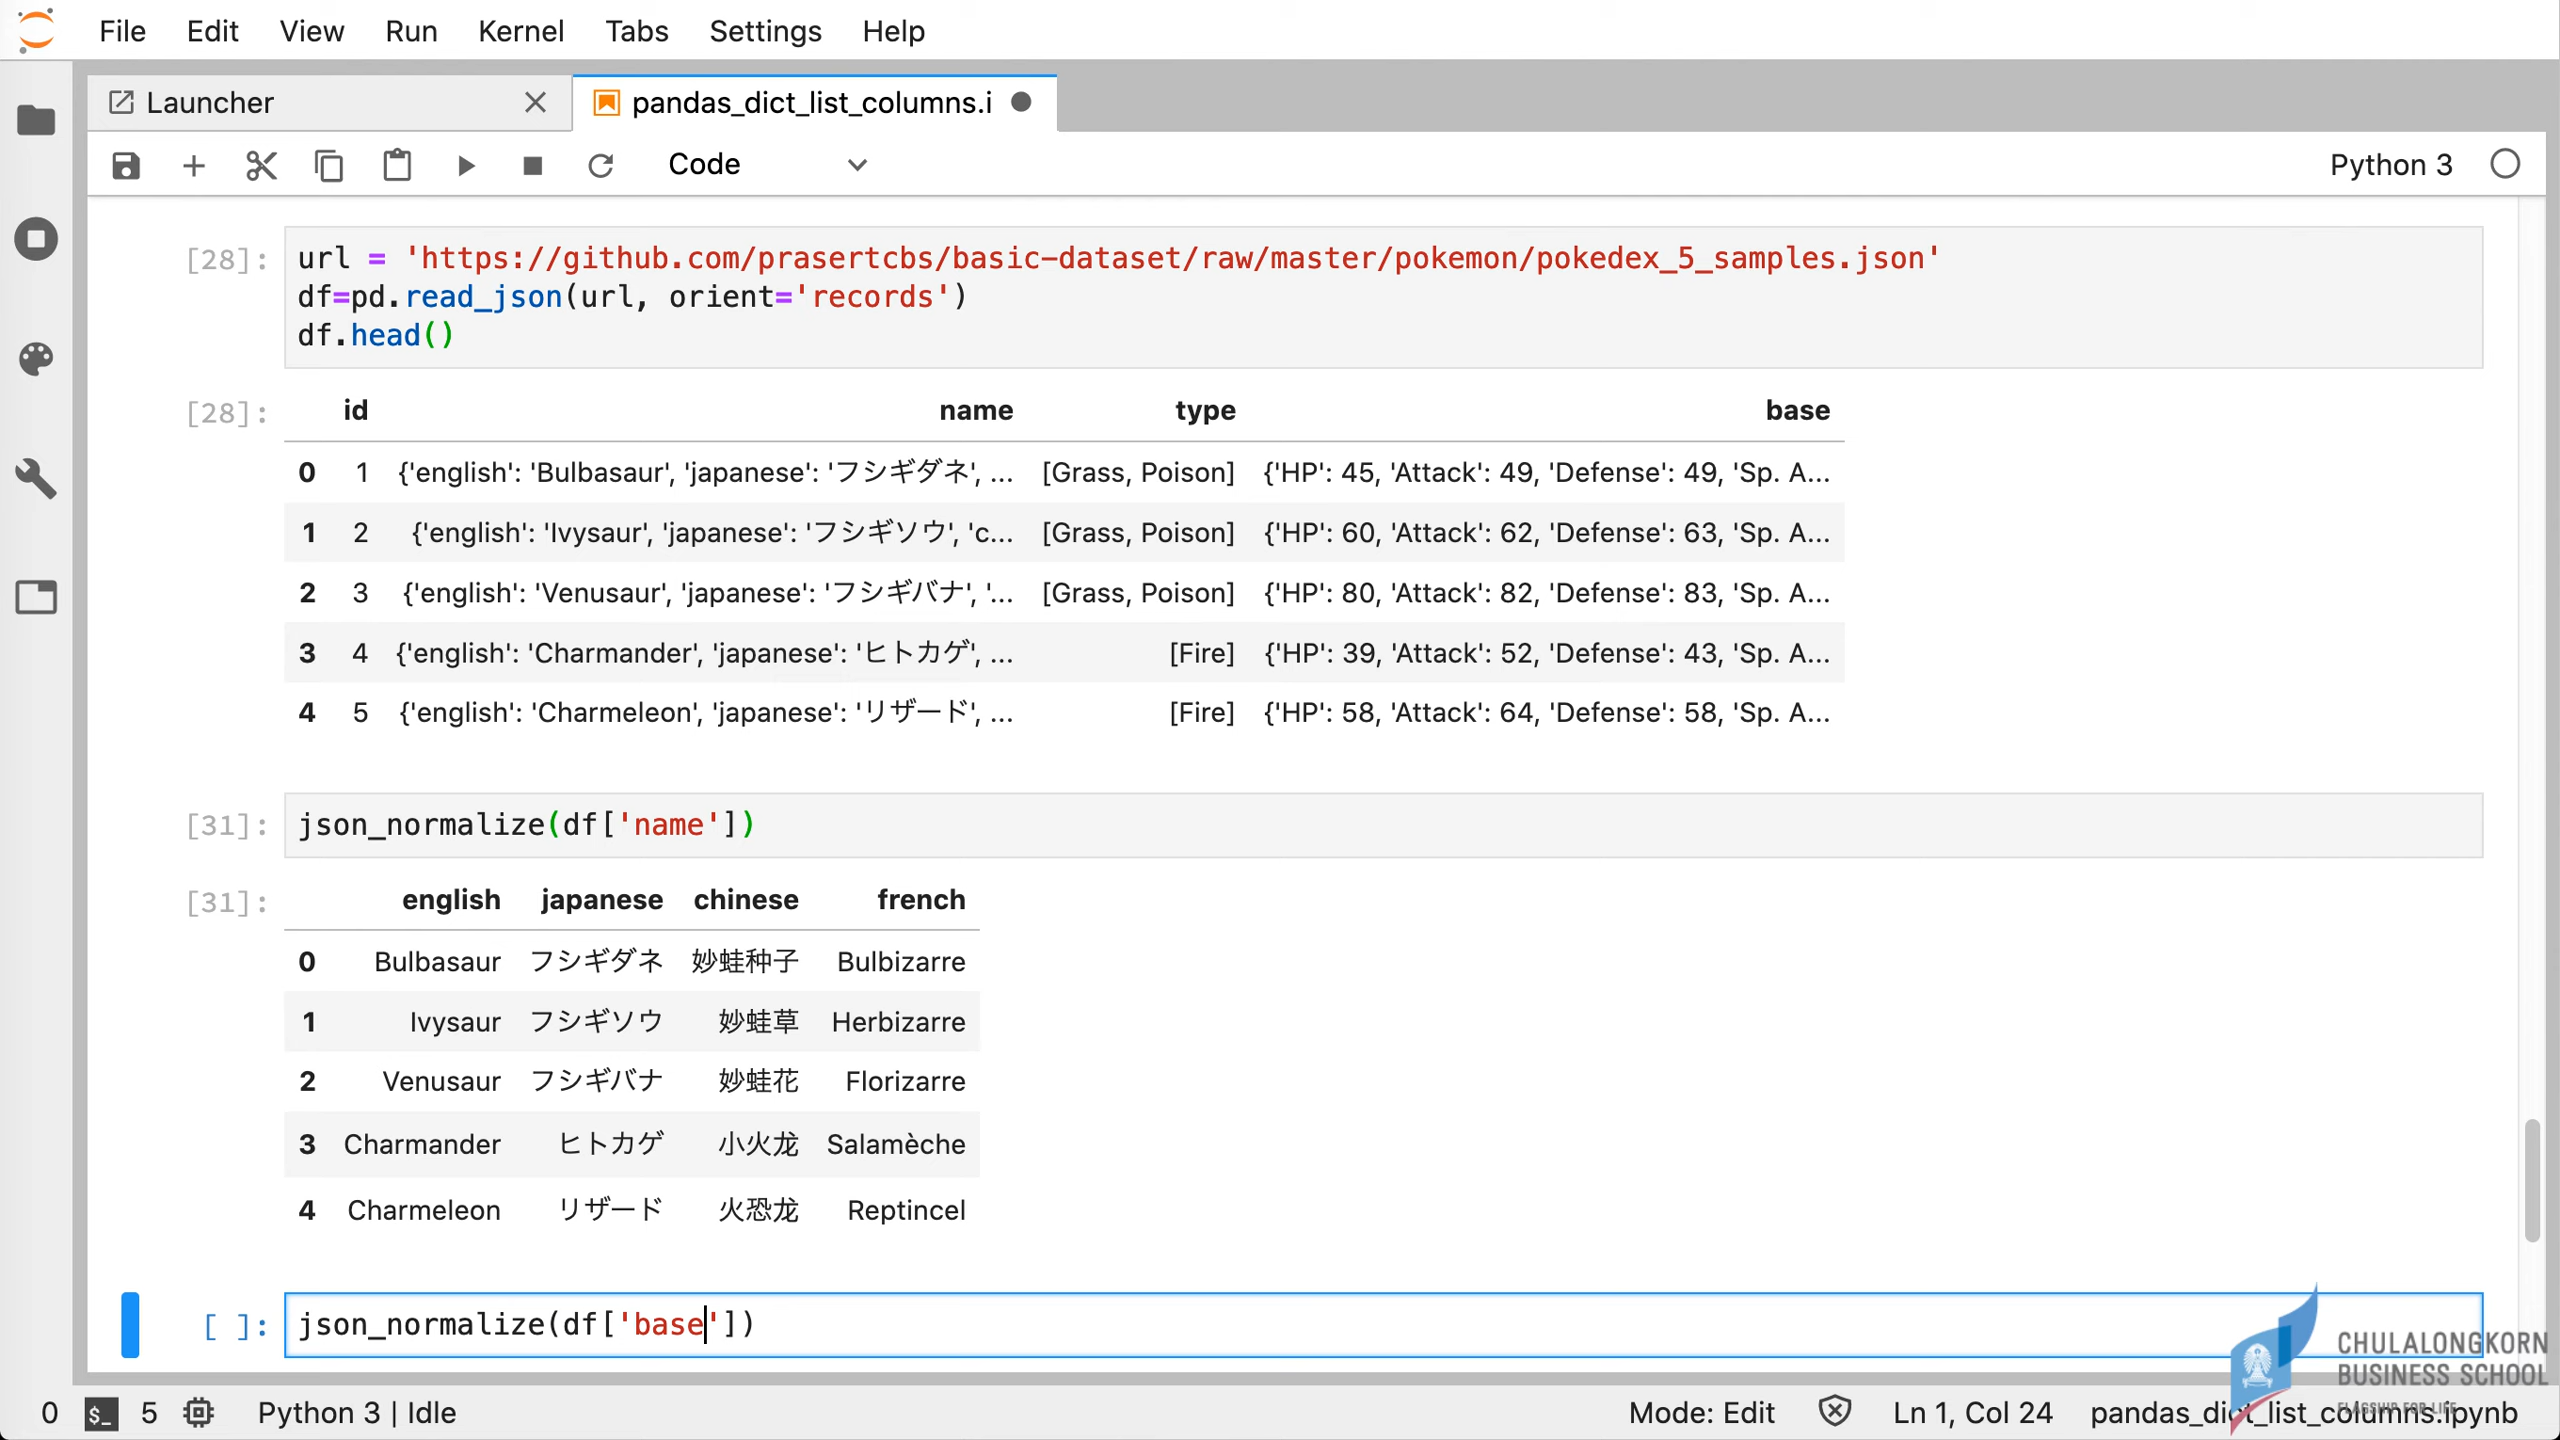 File Edit View Run Kernel Tabs Settings Help
Launcher pandas_dict_list_columns.i
Code Python 3
[28]: url = 'https://github.com/prasertcbs/basic-dataset/raw/master/pokemon/pokedex_5_samples.json'
df=pd.read_json(url, orient='records')
df.head()
[28]: id name type base
0 1 {'english': 'Bulbasaur', 'japanese': 'フシギダネ', ... [Grass, Poison] {'HP': 45, 'Attack': 49, 'Defense': 49, 'Sp. A...
1 2 {'english': 'Ivysaur', 'japanese': 'フシギソウ', 'c... [Grass, Poison] {'HP': 60, 'Attack': 62, 'Defense': 63, 'Sp. A...
2 3 {'english': 'Venusaur', 'japanese': 'フシギバナ', '... [Grass, Poison] {'HP': 80, 'Attack': 82, 'Defense': 83, 'Sp. A...
3 4 {'english': 'Charmander', 'japanese': 'ヒトカゲ', ... [Fire] {'HP': 39, 'Attack': 52, 'Defense': 43, 'Sp. A...
4 5 {'english': 'Charmeleon', 'japanese': 'リザード', ... [Fire] {'HP': 58, 'Attack': 64, 'Defense': 58, 'Sp. A...
[31]: json_normalize(df['name'])
[31]: english japanese chinese french
0 Bulbasaur フシギダネ 妙蛙种子 Bulbizarre
1 Ivysaur フシギソウ 妙蛙草 Herbizarre
2 Venusaur フシギバナ 妙蛙花 Florizarre
3 Charmander ヒトカゲ 小火龙 Salamèche
4 Charmeleon リザード 火恐龙 Reptincel
[ ]: json_normalize(df['base'])
CHULALONGKORN
BUSINESS SCHOOL
FLAGSHIP FOR LIFE
0 $_ 5 Python 3 | Idle Mode: Edit Ln 1, Col 24 pandas_dict_list_columns.ipynb